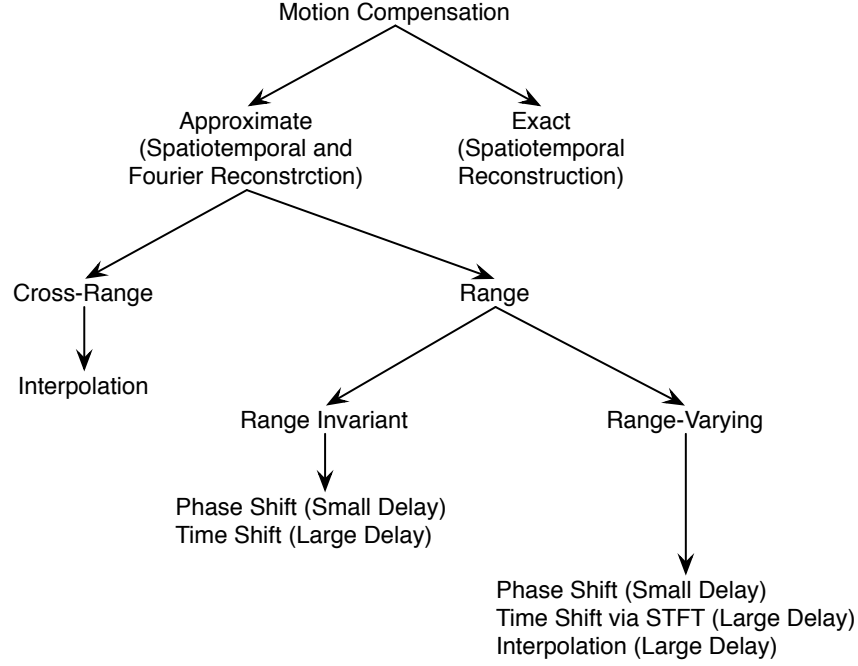 Motion Compensation
Approximate
(Spatiotemporal and
Fourier Reconstrction)
Exact
(Spatiotemporal
Reconstruction)
Cross-Range
Range
Interpolation
Range Invariant
Range-Varying
Phase Shift (Small Delay)
Time Shift (Large Delay)
Phase Shift (Small Delay)
Time Shift via STFT (Large Delay)
Interpolation (Large Delay)